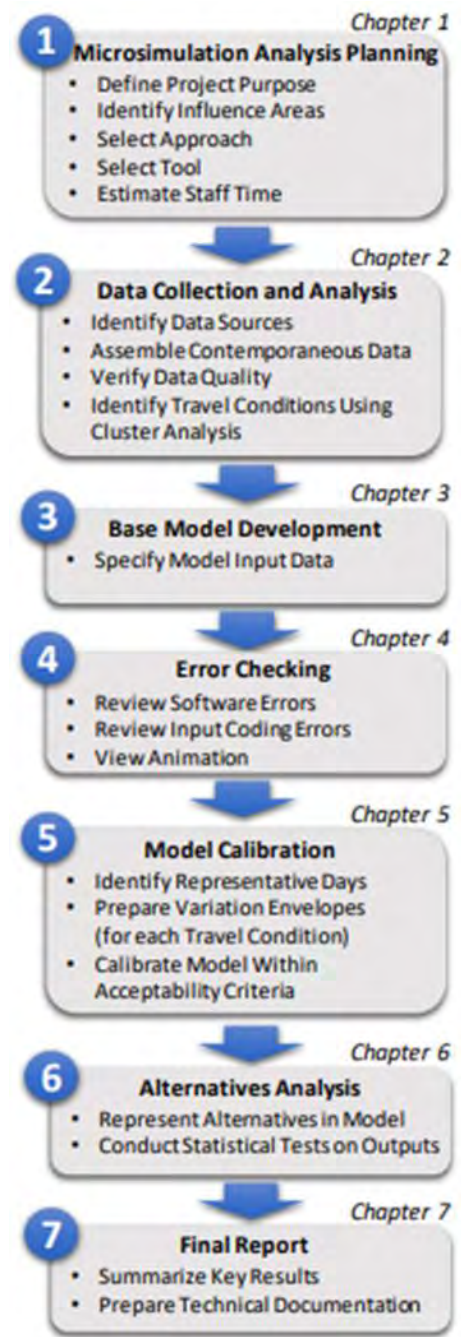 Chapter 1
1
Microsimulation Analysis Planning
• Define Project Purpose
• Identify Influence Areas
• Select Approach
• Select Tool
• Estimate Staff Time
Chapter 2
2
Data Collection and Analysis
• Identify Data Sources
• Assemble Contemporaneous Data
• Verify Data Quality
• Identify Travel Conditions Using
Cluster Analysis
Chapter 3
3
Base Model Development
• Specify Model Input Data
Chapter 4
4
Error Checking
• Review Software Errors
• Review Input Coding Errors
• View Animation
Chapter 5
5
Model Calibration
• Identify Representative Days
• Prepare Variation Envelopes
(for each Travel Condition)
• Calibrate Model Within
Acceptability Criteria
Chapter 6
6
Alternatives Analysis
• Represent Alternatives in Model
• Conduct Statistical Tests on Outputs
Chapter 7
7
Final Report
• Summarize Key Results
• Prepare Technical Documentation